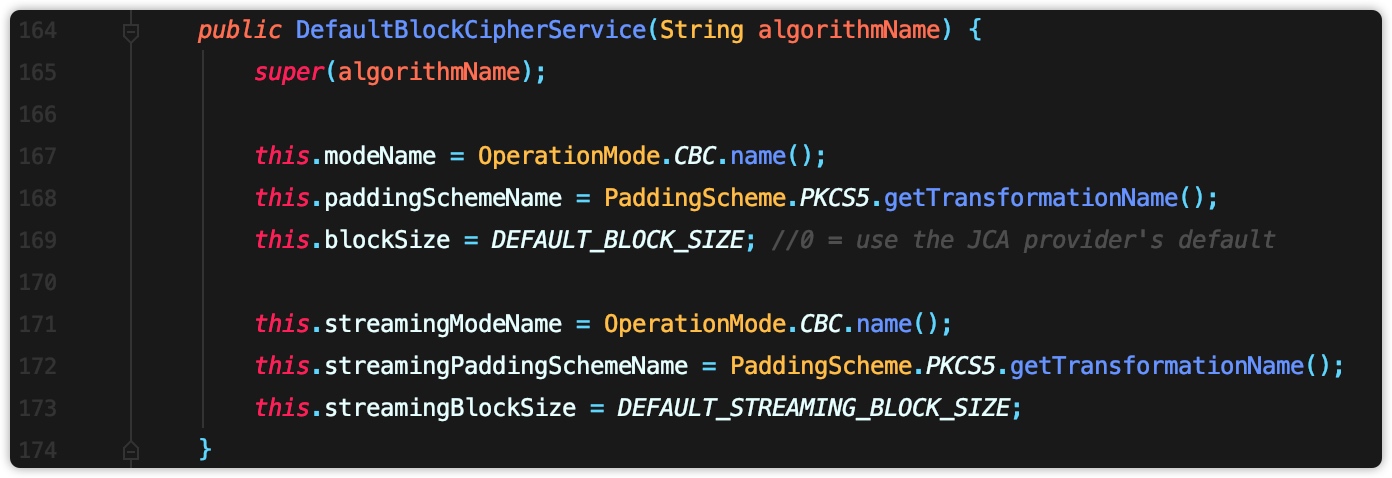 164 public DefaultBlockCipherService(String algorithmName) {
165 super(algorithmName);
166
167 this.modeName = OperationMode.CBC.name();
168 this.paddingSchemeName = PaddingScheme.PKCS5.getTransformationName();
169 this.blockSize = DEFAULT_BLOCK_SIZE; //0 = use the JCA provider's default
170
171 this.streamingModeName = OperationMode.CBC.name();
172 this.streamingPaddingSchemeName = PaddingScheme.PKCS5.getTransformationName();
173 this.streamingBlockSize = DEFAULT_STREAMING_BLOCK_SIZE;
174 }